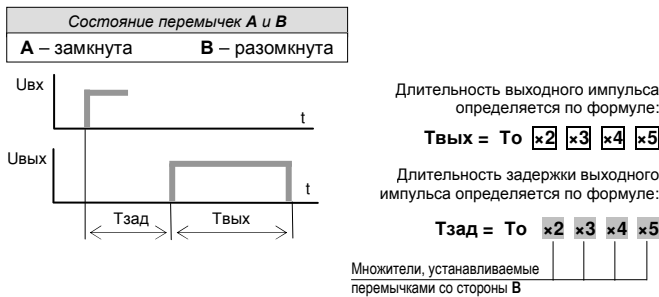 Состояние перемычек А и В
А – замкнута В – разомкнута
Uвх
t
Uвых
t
Тзад Твых
Длительность выходного импульса
определяется по формуле:
Твых = То ×2 ×3 ×4 ×5
Длительность задержки выходного
импульса определяется по формуле:
Тзад = То ×2 ×3 ×4 ×5
Множители, устанавливаемые
перемычками со стороны В